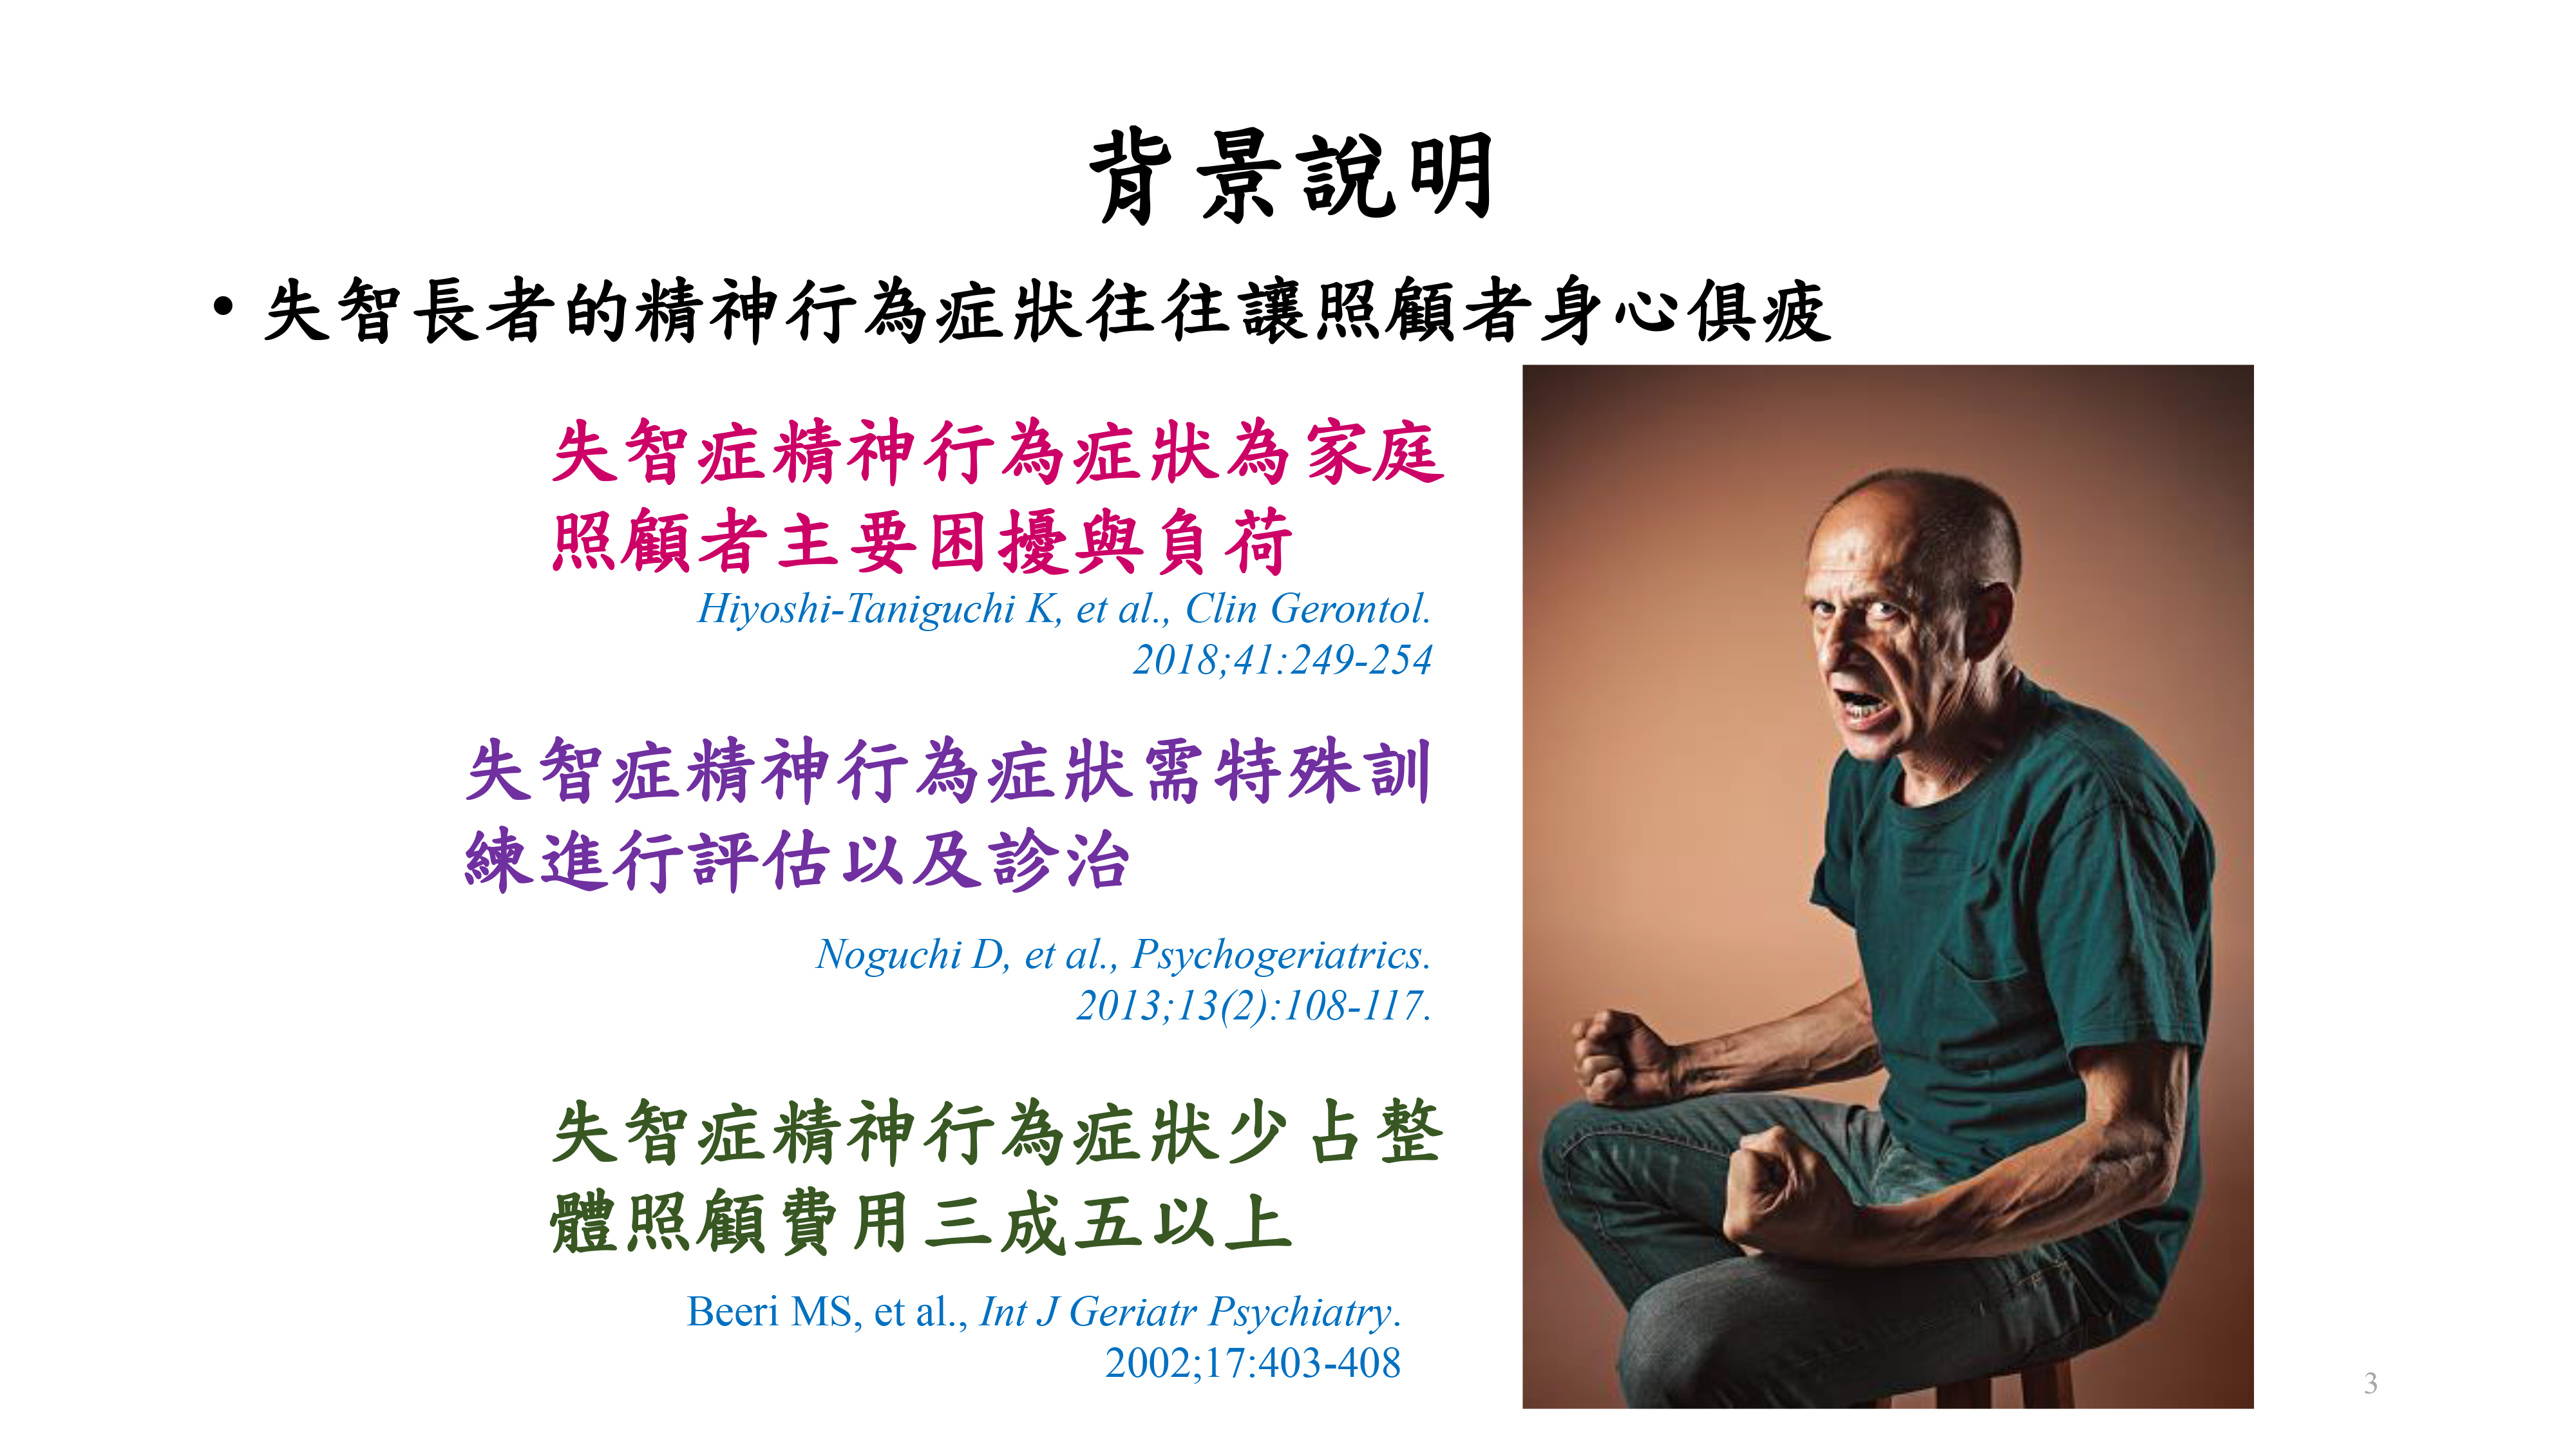 背景說明
• 失智長者的精神行為症狀往往讓照顧者身心俱疲
失智症精神行為症狀為家庭
照顧者主要困擾與負荷
Hiyoshi-Taniguchi K, et al., Clin Gerontol.
2018;41:249-254
失智症精神行為症狀需特殊訓
練進行評估以及診治
Noguchi D, et al., Psychogeriatrics.
2013;13(2):108-117.
失智症精神行為症狀少占整
體照顧費用三成五以上
Beeri MS, et al., Int J Geriatr Psychiatry.
2002;17:403-408
3